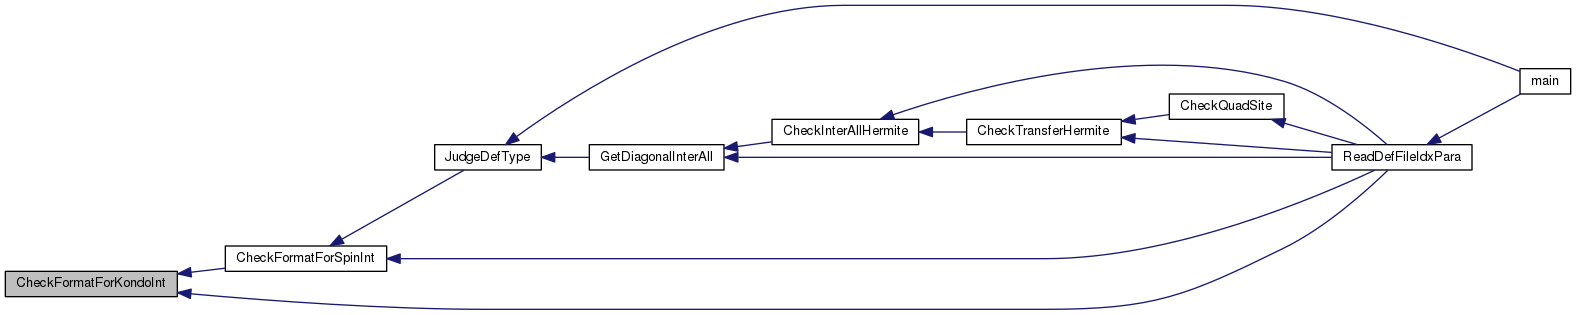 main
CheckQuadSite
CheckInterAllHermite
CheckTransferHermite
JudgeDefType
GetDiagonalInterAll
ReadDefFileIdxPara
CheckFormatForSpinInt
CheckFormatForKondoInt